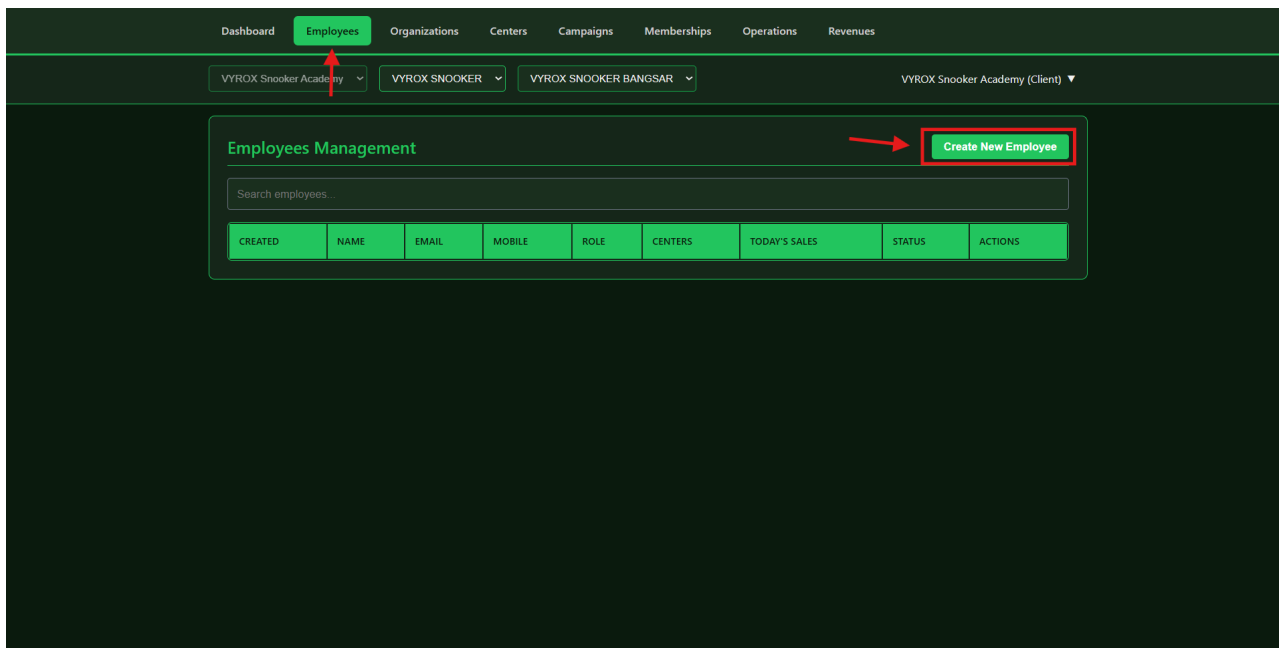 Dashboard Employees Organizations Centers Campaigns Memberships Operations Revenues
VYROX Snooker Academy VYROX SNOOKER VYROX SNOOKER BANGSAR VYROX Snooker Academy (Client) ▼
Employees Management Create New Employee
Search employees...
CREATED NAME EMAIL MOBILE ROLE CENTERS TODAY'S SALES STATUS ACTIONS